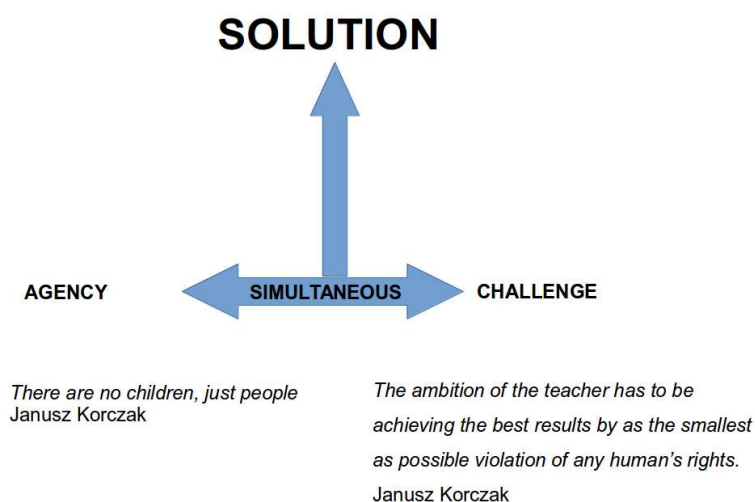 SOLUTION
AGENCY
SIMULTANEOUS
CHALLENGE
There are no children, just people
Janusz Korczak
The ambition of the teacher has to be
achieving the best results by as the smallest
as possible violation of any human’s rights.
Janusz Korczak